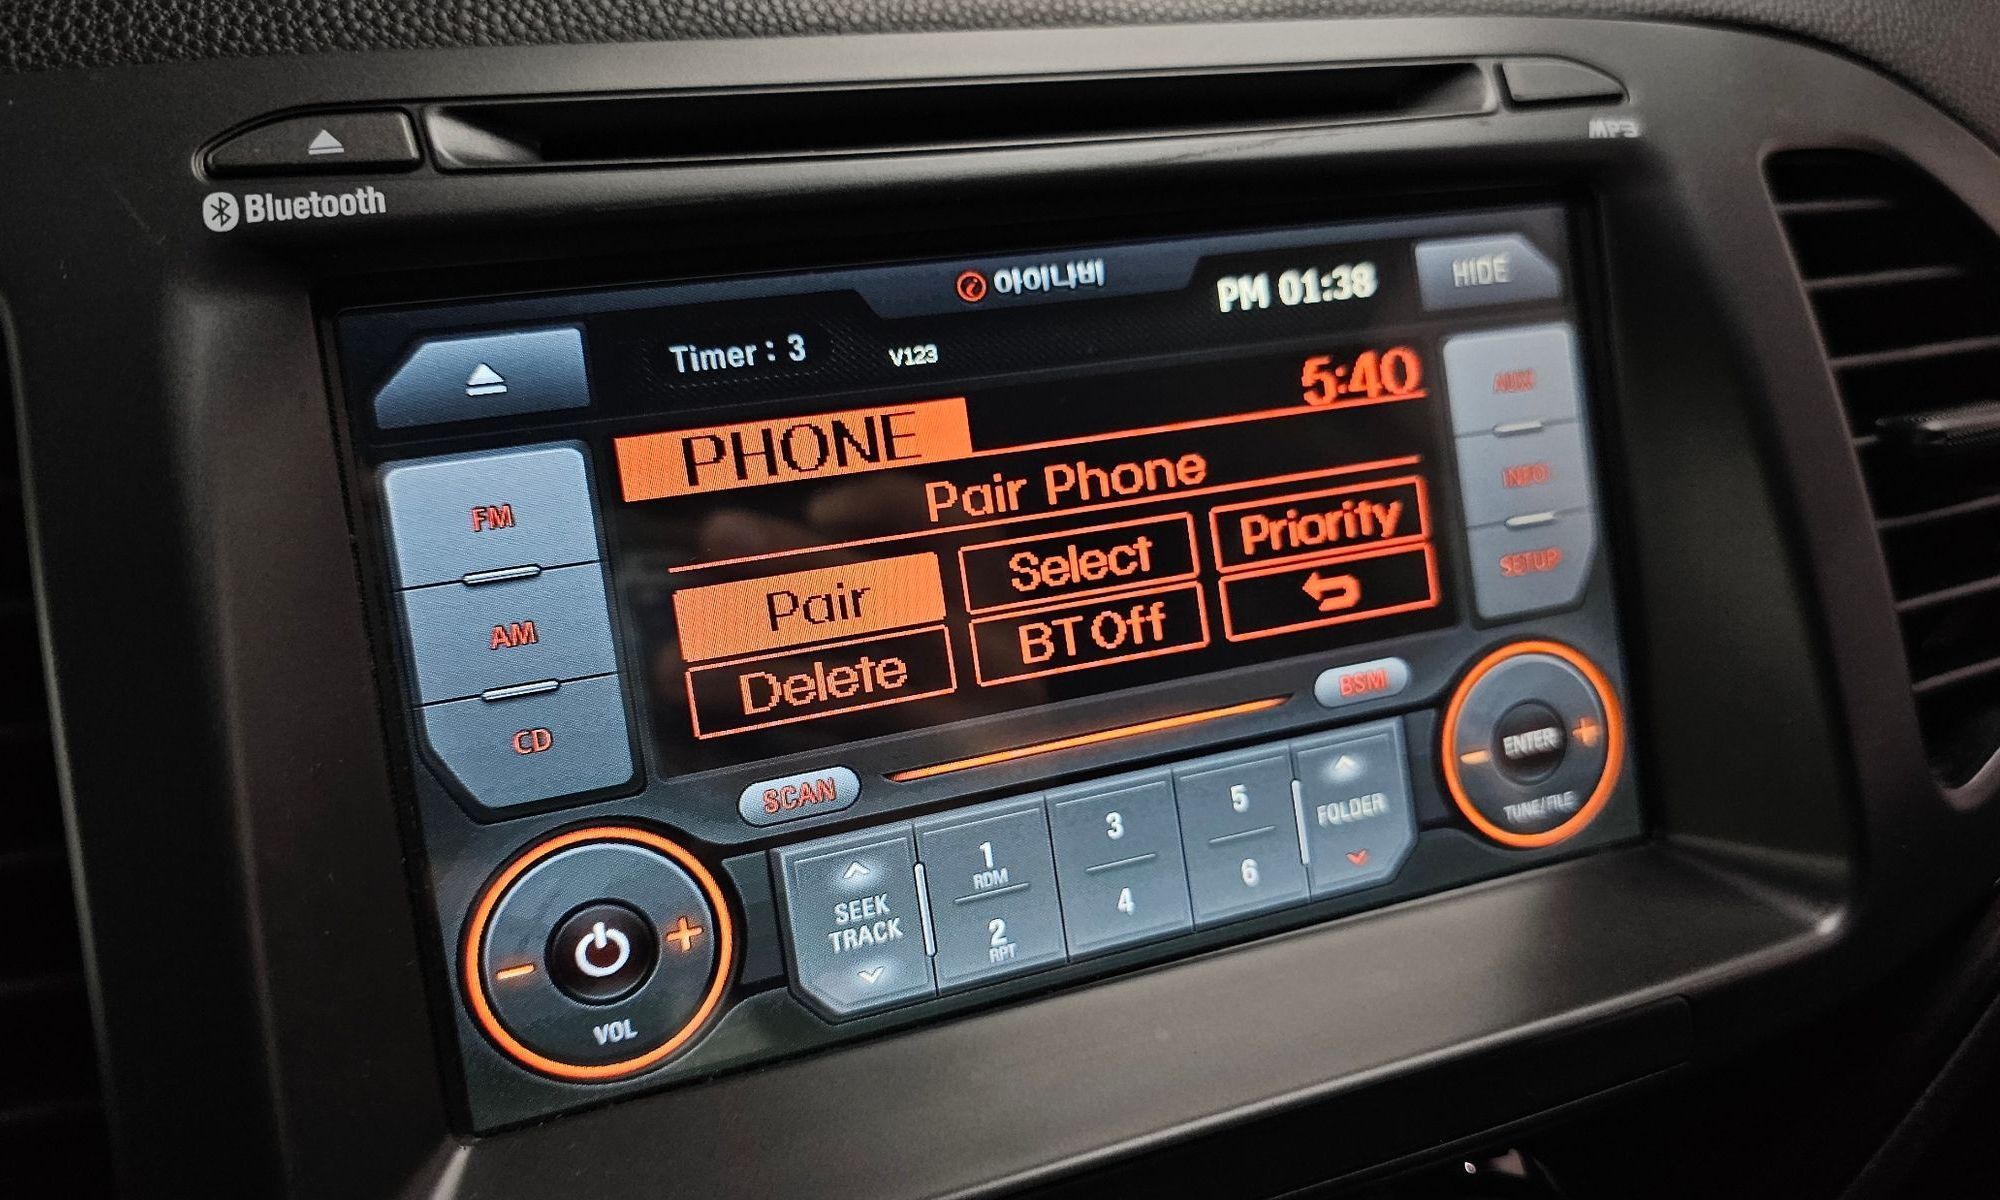 MP3
Bluetooth
아이나비
PM 01:38
HIDE
Timer : 3
V123
5:40
AUX
PHONE
Pair Phone
FM
Pair
Select
Priority
INFO
AM
Delete
BT Off
SETUP
CD
SCAN
BSM
ENTER
TUNE/FILE
SEEK
TRACK
1
RDM
2
RPT
3
4
5
6
FOLDER
VOL